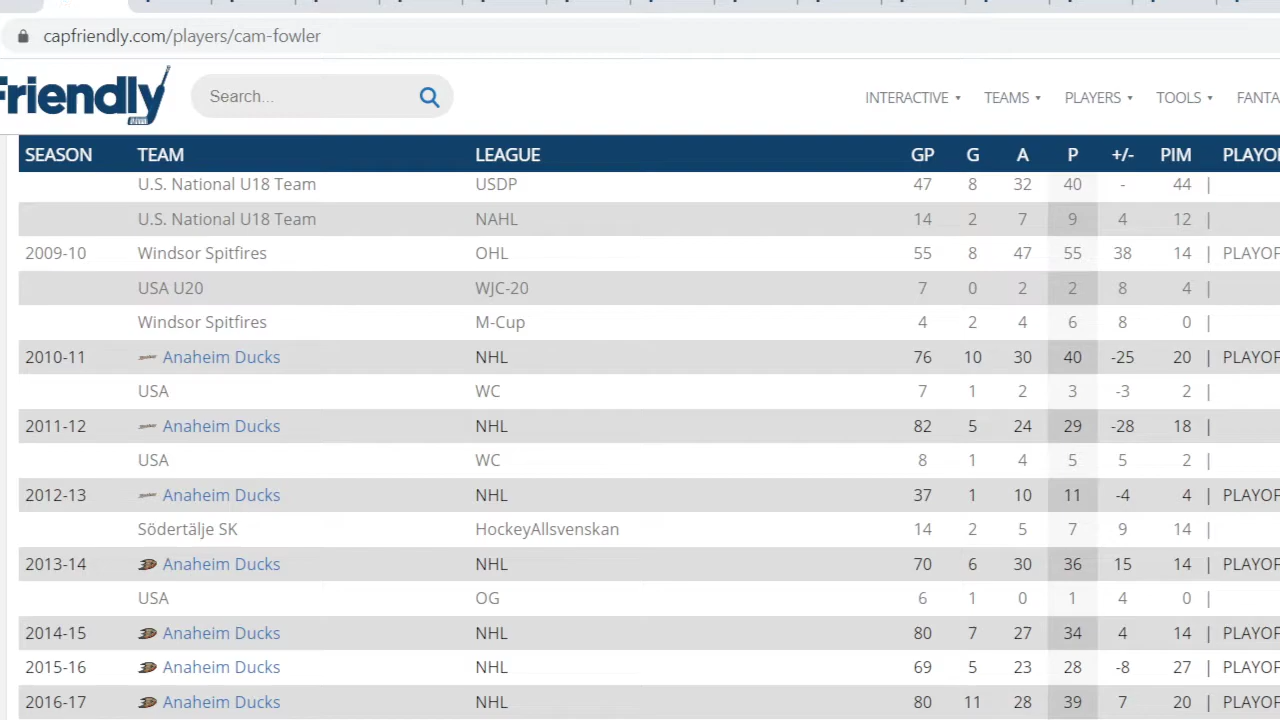 capfriendly.com/players/cam-fowler
Friendly Search... INTERACTIVE TEAMS PLAYERS TOOLS FANTA
SEASON TEAM LEAGUE GP G A P +/- PIM PLAYO
U.S. National U18 Team USDP 47 8 32 40 - 44 |
U.S. National U18 Team NAHL 14 2 7 9 4 12 |
2009-10 Windsor Spitfires OHL 55 8 47 55 38 14 | PLAYOF
USA U20 WJC-20 7 0 2 2 8 4 |
Windsor Spitfires M-Cup 4 2 4 6 8 0 |
2010-11 Anaheim Ducks NHL 76 10 30 40 -25 20 | PLAYOF
USA WC 7 1 2 3 -3 2 |
2011-12 Anaheim Ducks NHL 82 5 24 29 -28 18 |
USA WC 8 1 4 5 5 2 |
2012-13 Anaheim Ducks NHL 37 1 10 11 -4 4 | PLAYOF
Södertälje SK HockeyAllsvenskan 14 2 5 7 9 14 |
2013-14 Anaheim Ducks NHL 70 6 30 36 15 14 | PLAYOF
USA OG 6 1 0 1 4 0 |
2014-15 Anaheim Ducks NHL 80 7 27 34 4 14 | PLAYOF
2015-16 Anaheim Ducks NHL 69 5 23 28 -8 27 | PLAYOF
2016-17 Anaheim Ducks NHL 80 11 28 39 7 20 | PLAYOF